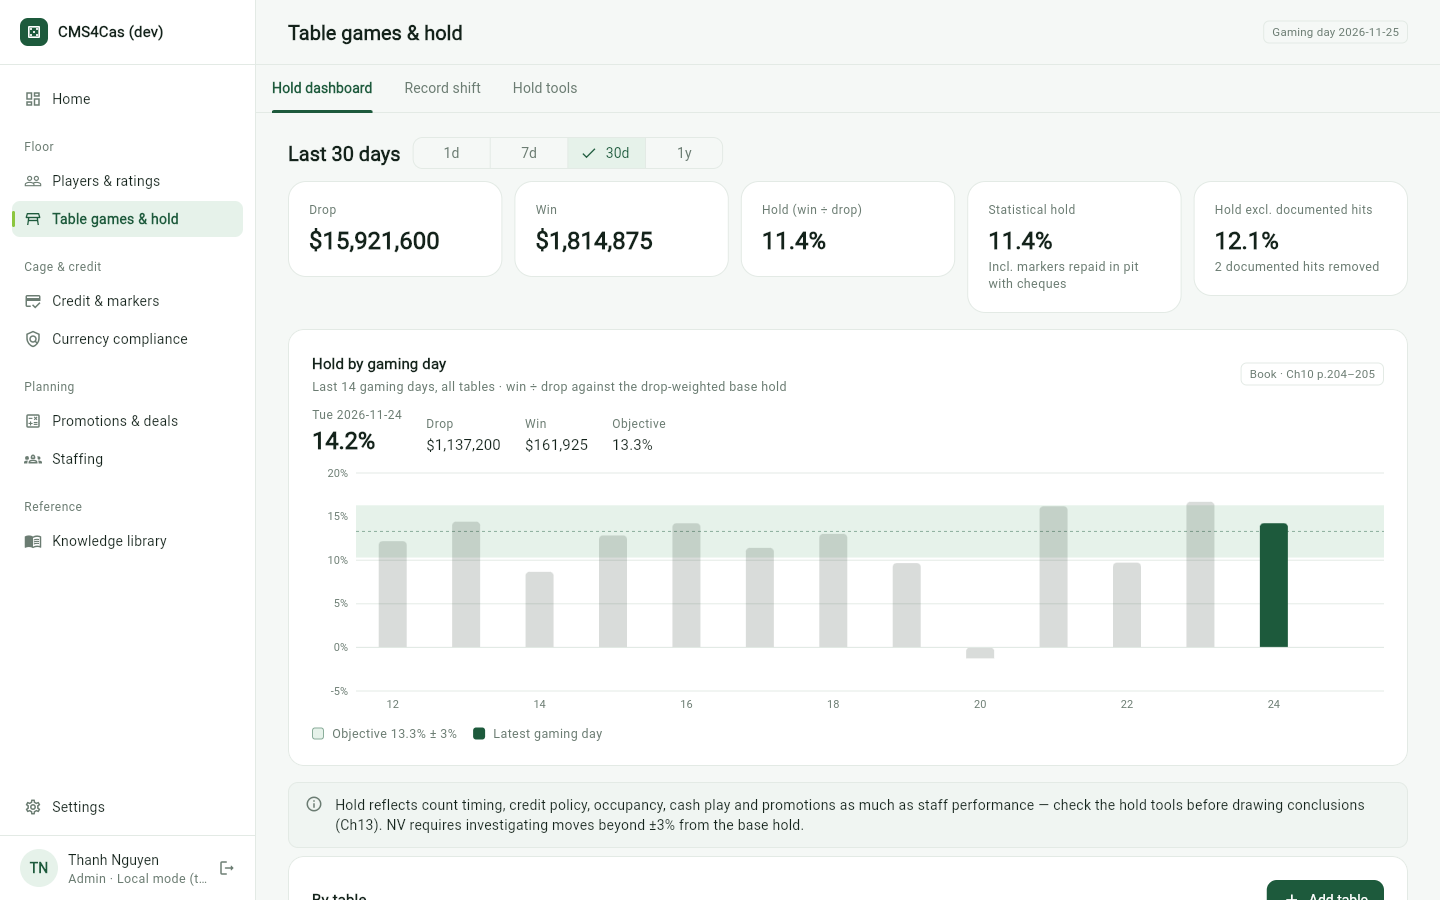 CMS4Cas (dev)
Home
Floor
Players & ratings
Table games & hold
Cage & credit
Credit & markers
Currency compliance
Planning
Promotions & deals
Staffing
Reference
Knowledge library
Settings
TN
Thanh Nguyen
Admin · Local mode (t…
Table games & hold
Gaming day 2026-11-25
Hold dashboard
Record shift
Hold tools
Last 30 days
1d
7d
30d
1y
Drop
$15,921,600
Win
$1,814,875
Hold (win ÷ drop)
11.4%
Statistical hold
11.4%
Incl. markers repaid in pit
with cheques
Hold excl. documented hits
12.1%
2 documented hits removed
Hold by gaming day
Last 14 gaming days, all tables · win ÷ drop against the drop-weighted base hold
Book · Ch10 p.204–205
Tue 2026-11-24
14.2%
Drop
$1,137,200
Win
$161,925
Objective
13.3%
20%
15%
10%
5%
0%
-5%
12
14
16
18
20
22
24
Objective 13.3% ± 3%
Latest gaming day
Hold reflects count timing, credit policy, occupancy, cash play and promotions as much as staff performance — check the hold tools before drawing conclusions
(Ch13). NV requires investigating moves beyond ±3% from the base hold.
By table
Add table